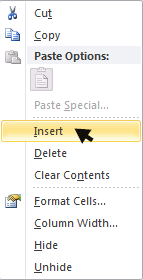 Cut
Copy
Paste Options:
Paste Special...
Insert
Delete
Clear Contents
Format Cells...
Column Width...
Hide
Unhide